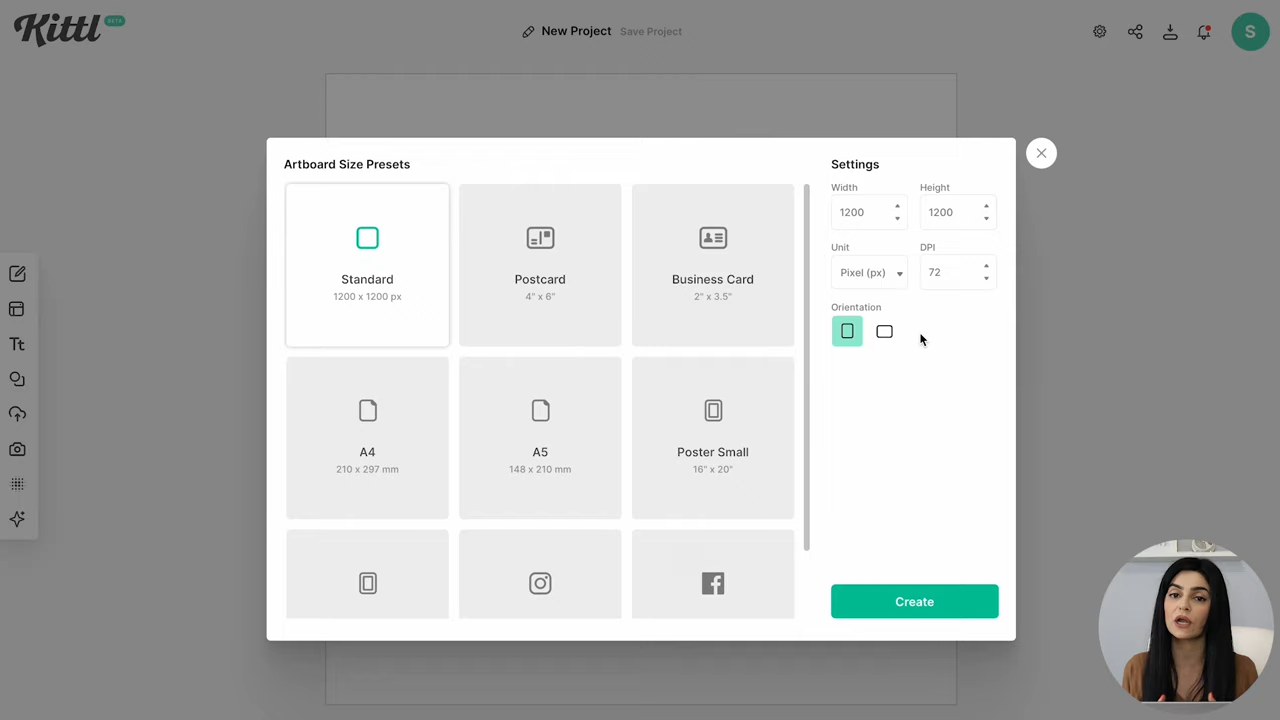 Kittl BETA
New Project Save Project
S
Artboard Size Presets
Standard
1200 x 1200 px
Postcard
4" x 6"
Business Card
2" x 3.5"
A4
210 x 297 mm
A5
148 x 210 mm
Poster Small
16" x 20"
Settings
Width Height
1200 1200
Unit DPI
Pixel (px) 72
Orientation
Create
Tt